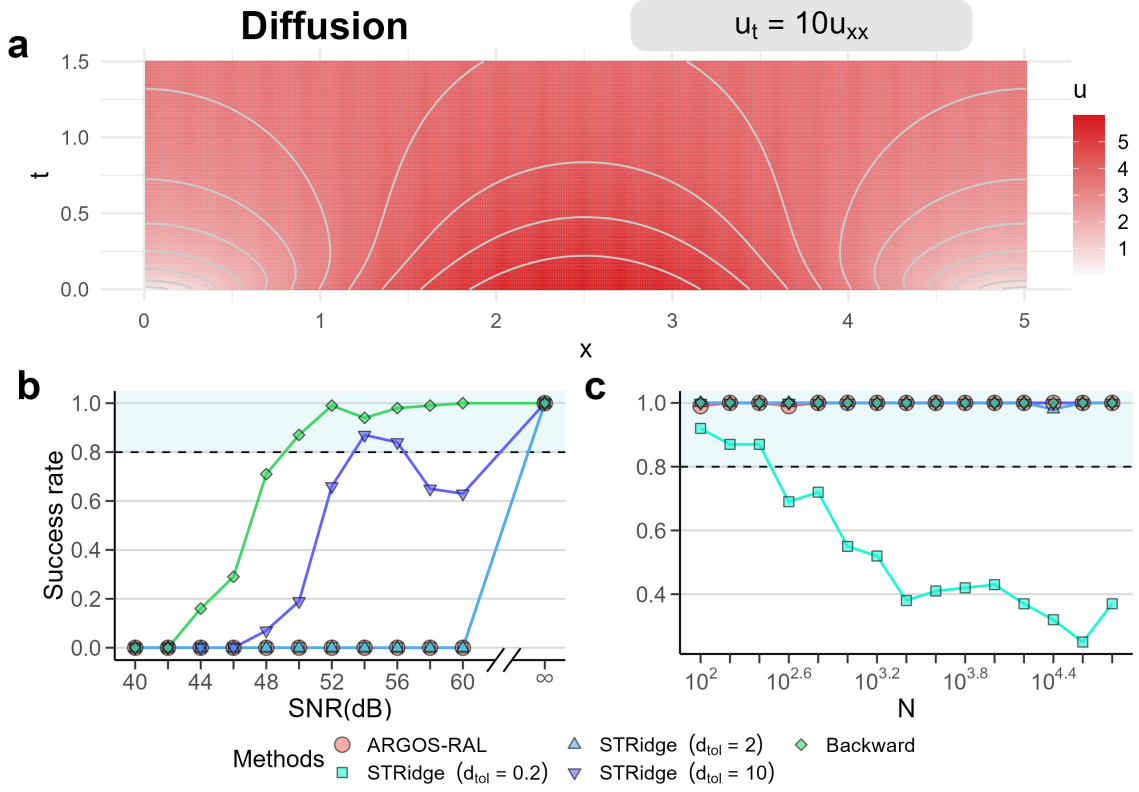 Diffusion
uₜ = 10uₓₓ
a
1.5
1.0
0.5
0.0
t
0 1 2 3 4 5
x
u
5
4
3
2
1
b
1.0
0.8
0.6
0.4
0.2
0.0
Success rate
40 44 48 52 56 60 ∞
SNR(dB)
c
1.0
0.8
0.6
0.4
10² 10^2.6 10^3.2 10^3.8 10^4.4
N
Methods
ARGOS-RAL
STRidge (d_tol = 0.2)
STRidge (d_tol = 2)
STRidge (d_tol = 10)
Backward